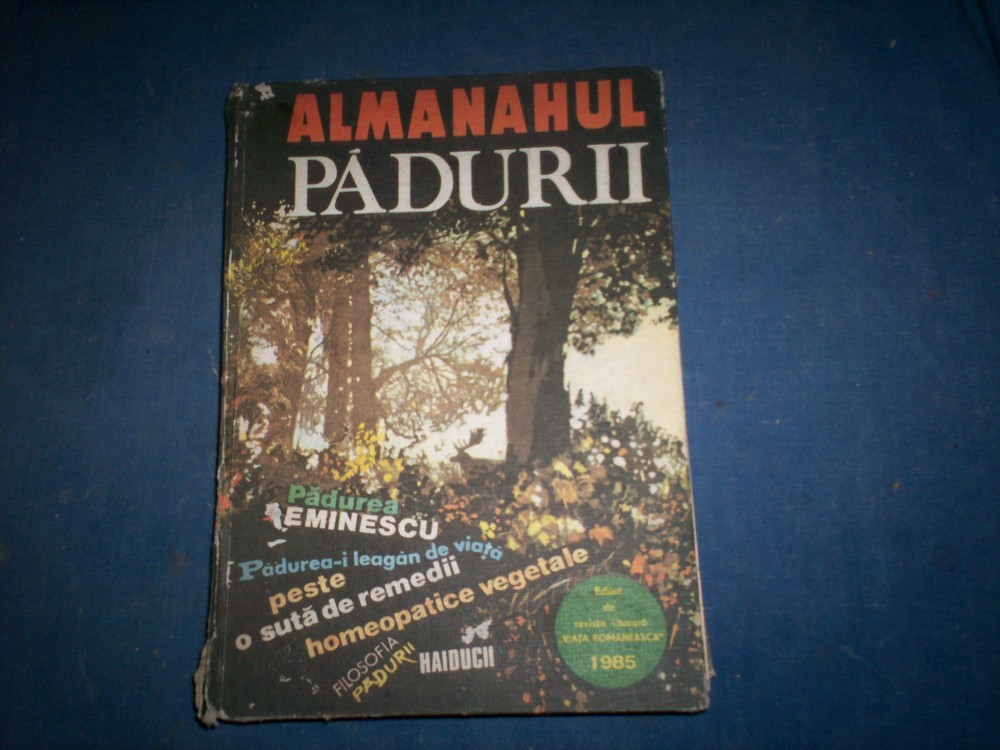 ALMANAHUL
PĂDURII
Pădurea
EMINESCU
Pădurea-i leagăn de viață
peste
o sută de remedii
homeopatice vegetale
FILOSOFIA
PĂDURII
HAIDUCII
Editat
de
revista literară
„VIAȚA ROMÂNEASCĂ"
1985